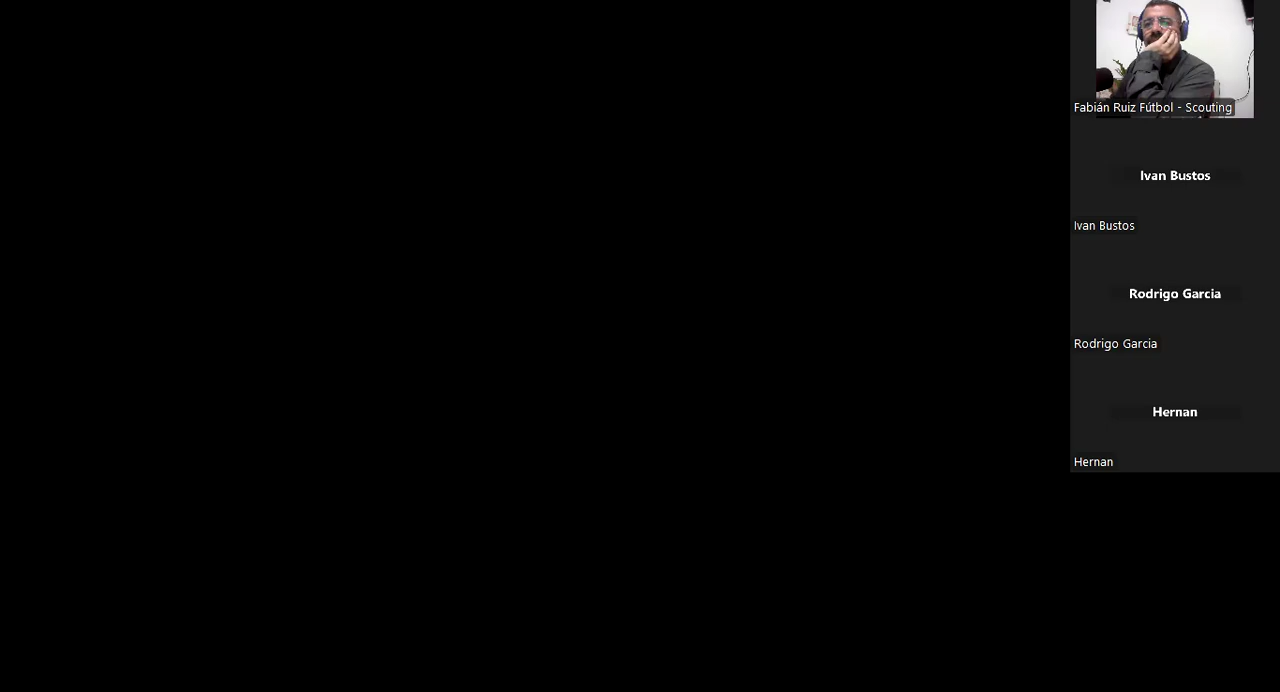 Fabián Ruiz Fútbol - Scouting
Ivan Bustos
Ivan Bustos
Rodrigo Garcia
Rodrigo Garcia
Hernan
Hernan